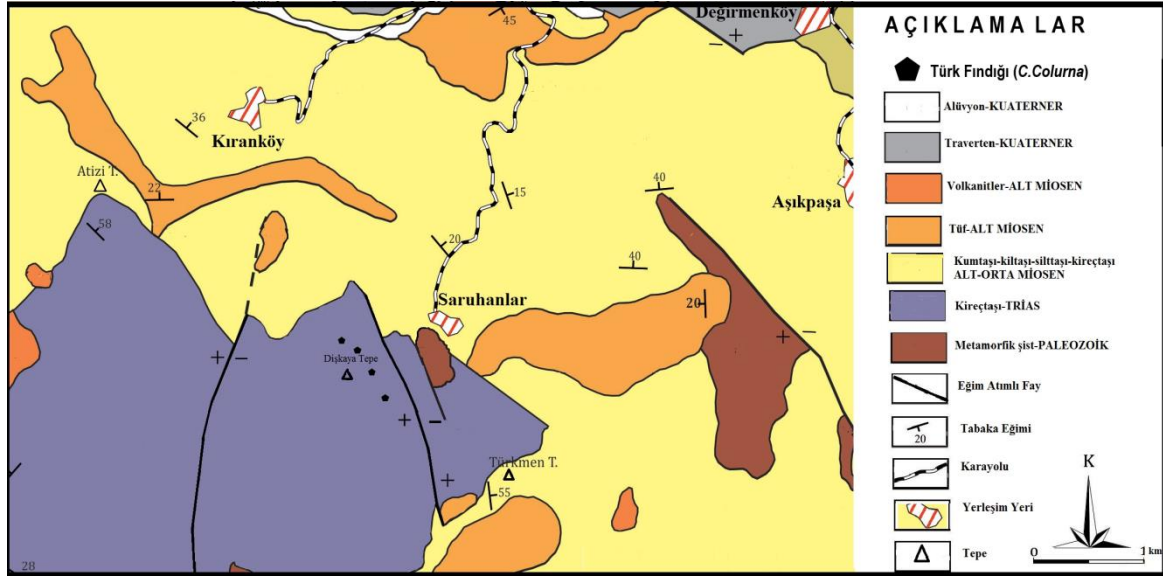 45
Değirmenköy
+
−
36
Kıranköy
Atizi T.
22
58
15
20
40
Aşıkpaşa
40
Saruhanlar
20
+ −
+ −
Dişkaya Tepe
+ −
+
Türkmen T.
55
28
AÇIKLAMA LAR
Türk Fındığı (C.Colurna)
Alüvyon-KUATERNER
Traverten-KUATERNER
Volkanitler-ALT MİOSEN
Tüf-ALT MİOSEN
Kumtaşı-kiltaşı-silttaşı-kireçtaşı
ALT-ORTA MİOSEN
Kireçtaşı-TRİAS
Metamorfik şist-PALEOZOİK
Eğim Atımlı Fay
Tabaka Eğimi
20
Karayolu
Yerleşim Yeri
Tepe
K
0 1 km